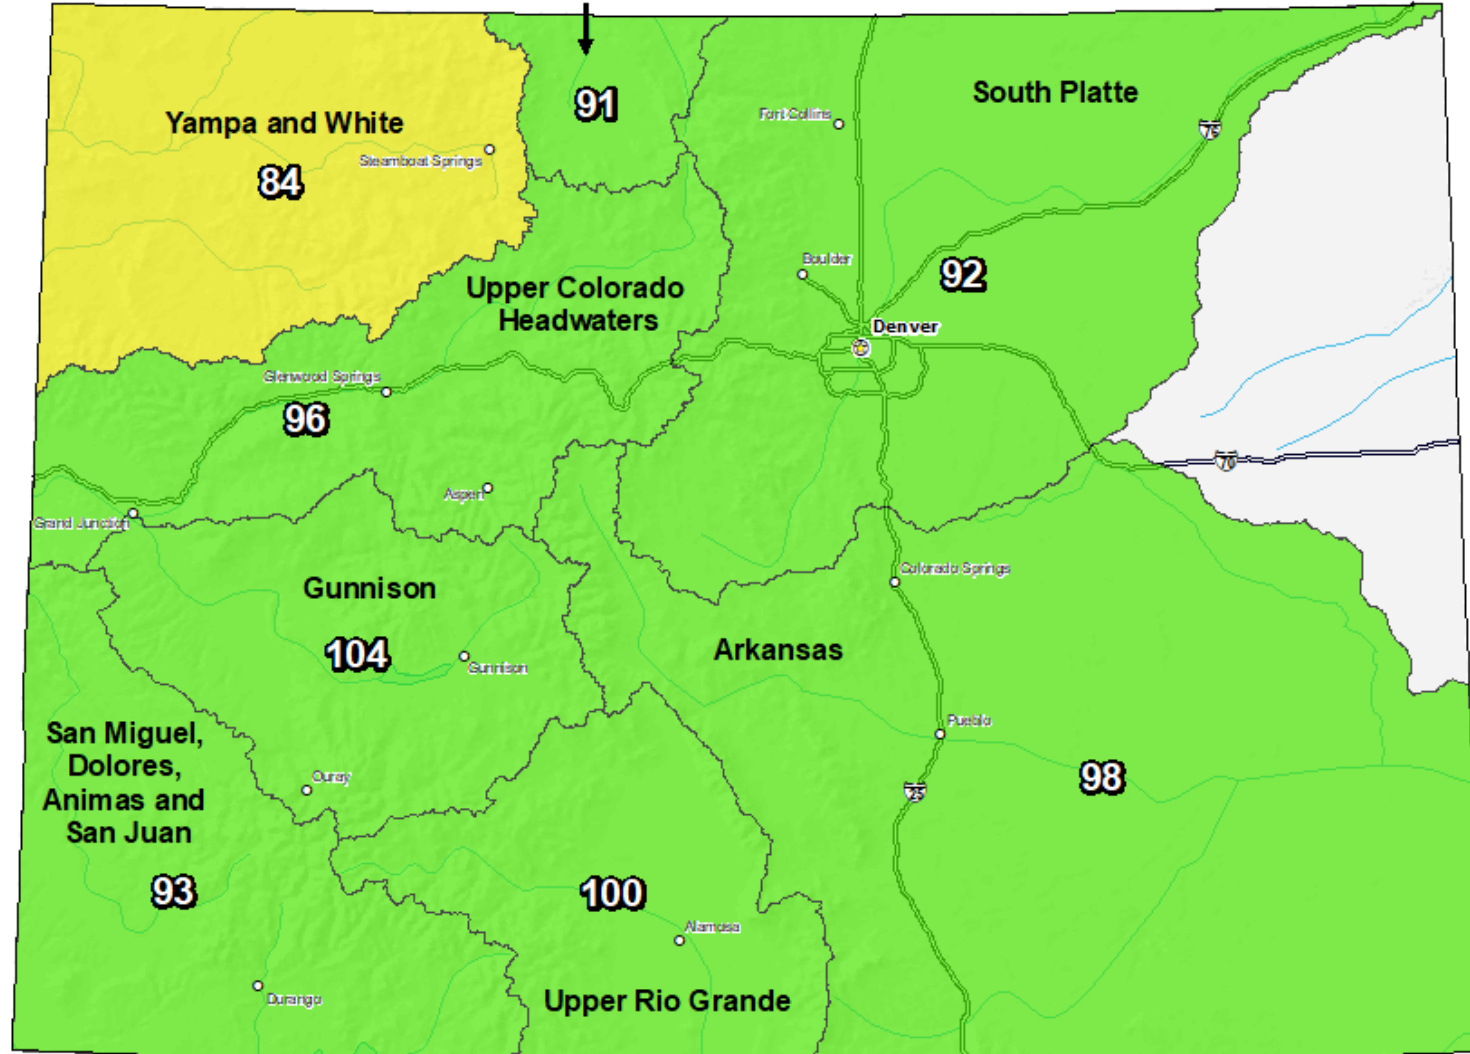 91
South Platte
Fort Collins
76
Yampa and White
Steamboat Springs
84
Boulder
92
Upper Colorado
Headwaters
Denver
Glenwood Springs
96
70
Aspen
Grand Junction
Colorado Springs
Gunnison
104
Gunnison
Arkansas
Pueblo
San Miguel,
Dolores,
Animas and
San Juan
Ouray
98
25
93
100
Alamosa
Durango
Upper Rio Grande